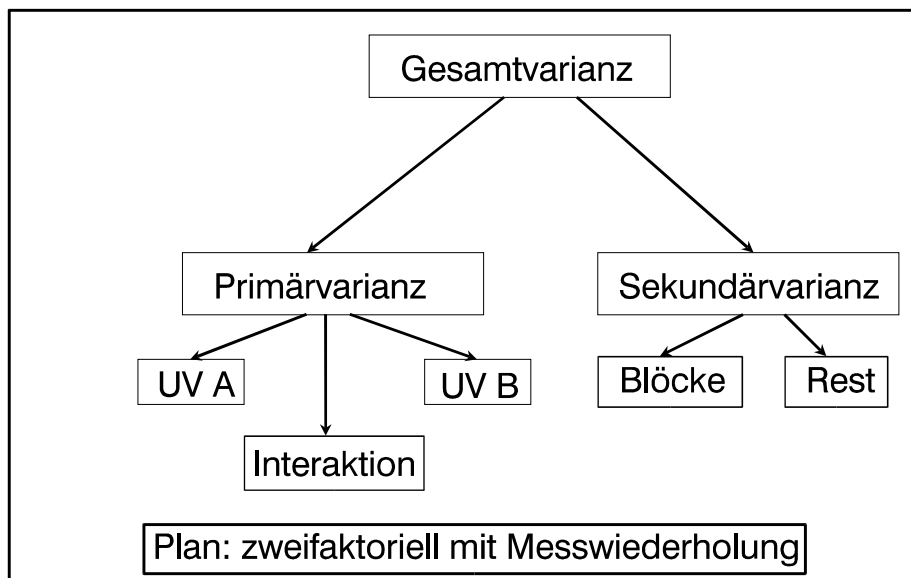 Gesamtvarianz
Primärvarianz
Sekundärvarianz
UV A
UV B
Blöcke
Rest
Interaktion
Plan: zweifaktoriell mit Messwiederholung